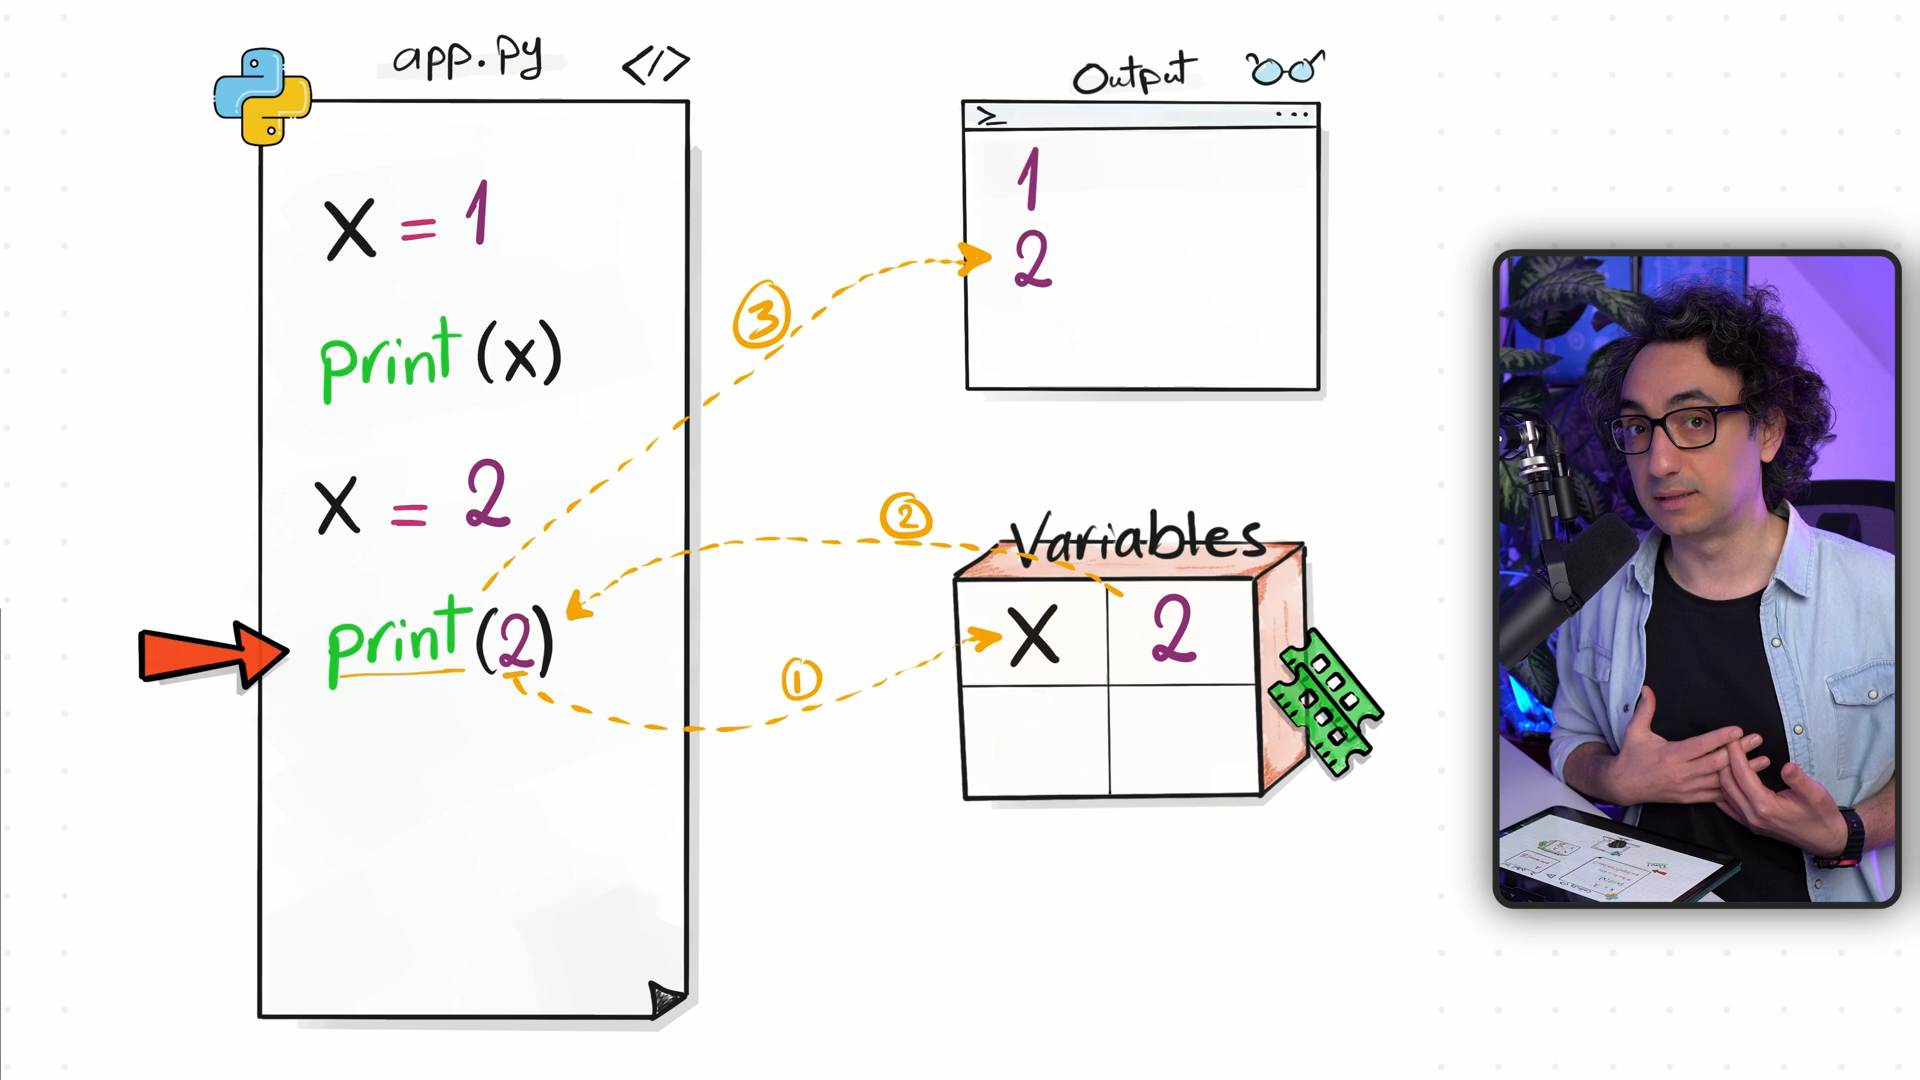 app.py </>
X = 1
print (x)
X = 2
print (2)
Output
>_ ...
1
2
3
2
1
Variables
X 2